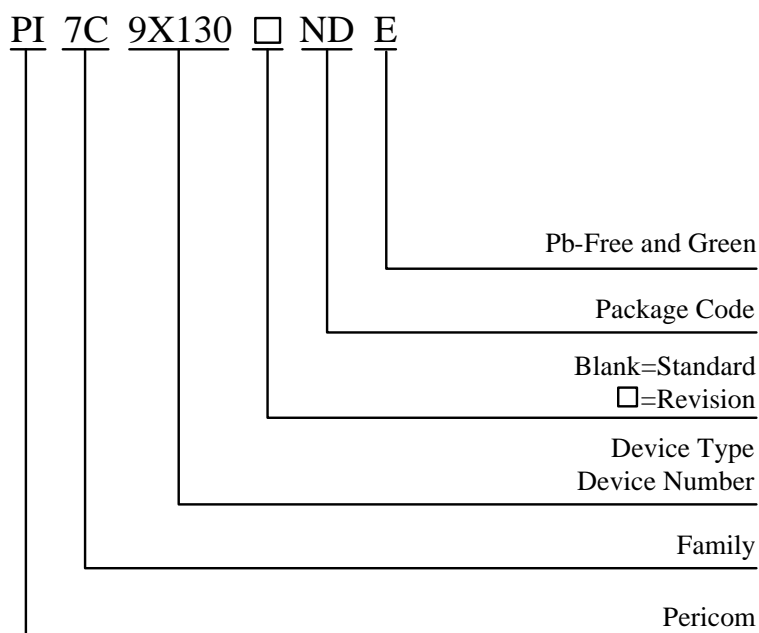 PI 7C 9X130 □ ND E
Pb-Free and Green
Package Code
Blank=Standard
□=Revision
Device Type
Device Number
Family
Pericom